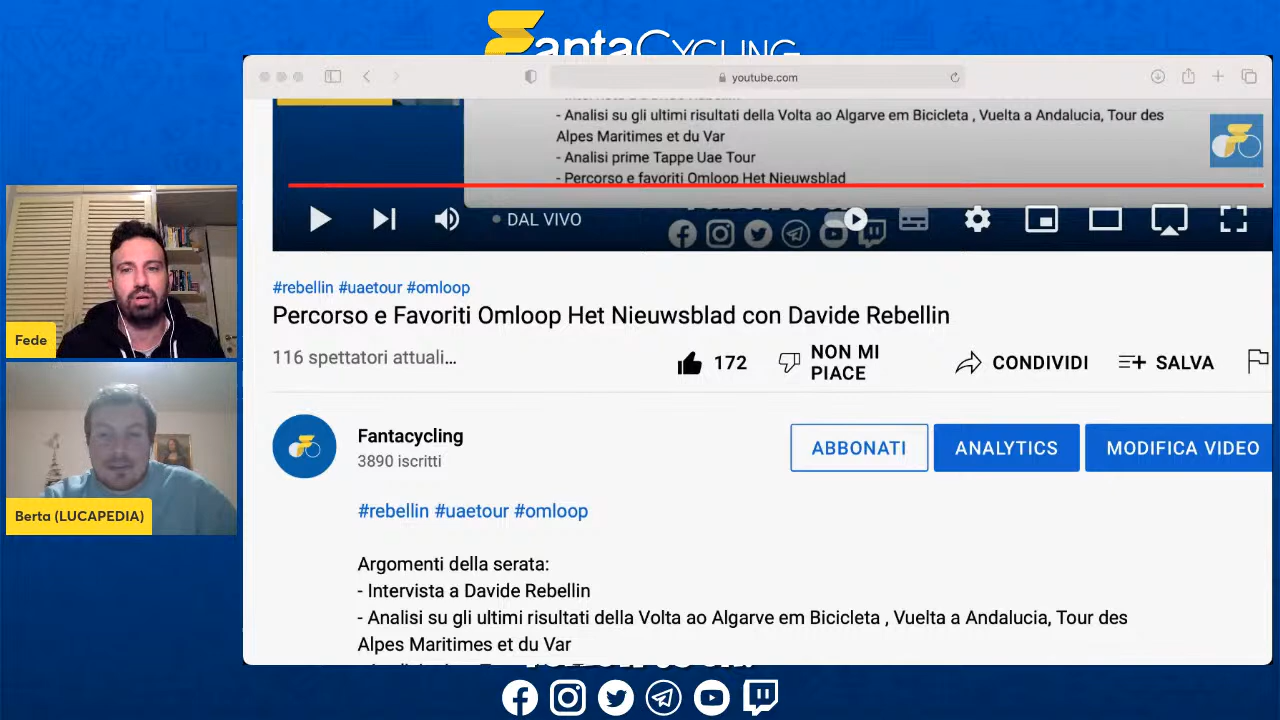 FantaCYCLING
youtube.com
- Analisi su gli ultimi risultati della Volta ao Algarve em Bicicleta , Vuelta a Andalucia, Tour des
Alpes Maritimes et du Var
- Analisi prime Tappe Uae Tour
- Percorso e favoriti Omloop Het Nieuwsblad
DAL VIVO
#rebellin #uaetour #omloop
Percorso e Favoriti Omloop Het Nieuwsblad con Davide Rebellin
116 spettatori attuali...
172
NON MI
PIACE
CONDIVIDI
SALVA
Fantacycling
3890 iscritti
ABBONATI
ANALYTICS
MODIFICA VIDEO
#rebellin #uaetour #omloop
Argomenti della serata:
- Intervista a Davide Rebellin
- Analisi su gli ultimi risultati della Volta ao Algarve em Bicicleta , Vuelta a Andalucia, Tour des
Alpes Maritimes et du Var
Fede
Berta (LUCAPEDIA)